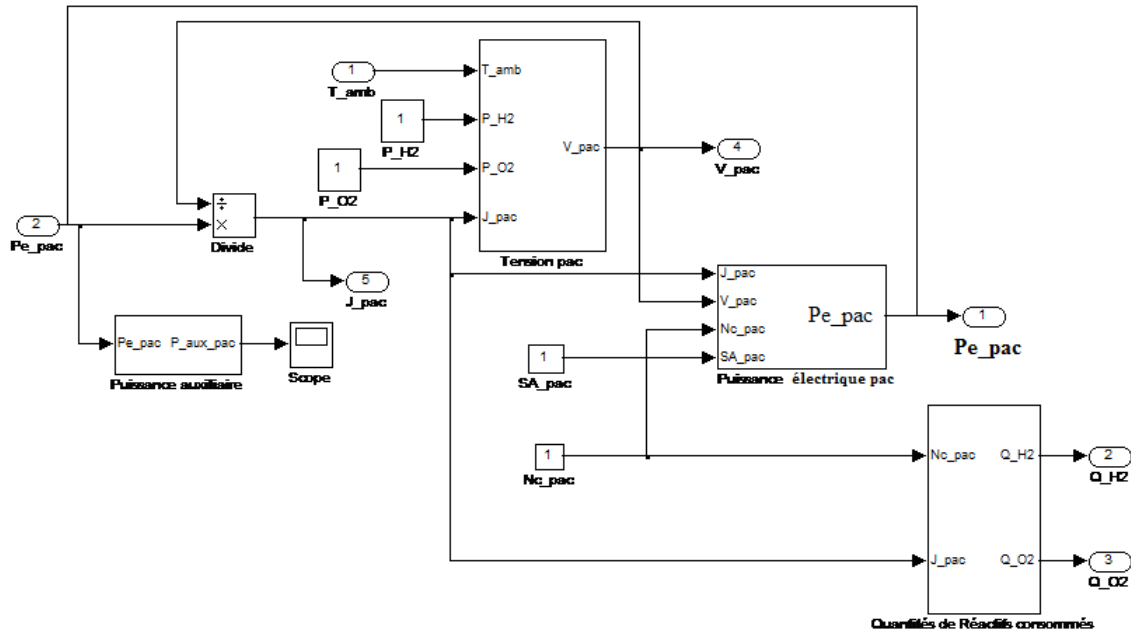 1
T_amb
1
P_H2
1
P_O2
T_amb
P_H2
P_O2
J_pac
V_pac
Tension pac
4
V_pac
2
Pe_pac
÷
×
Divide
5
J_pac
Pe_pac P_aux_pac
Puissance auxiliaire
Scope
J_pac
V_pac
Nc_pac
SA_pac
Pe_pac
Puissance électrique pac
1
Pe_pac
1
SA_pac
1
Nc_pac
Nc_pac Q_H2
J_pac Q_O2
Quantités de Réactifs consommés
2
Q_H2
3
Q_O2